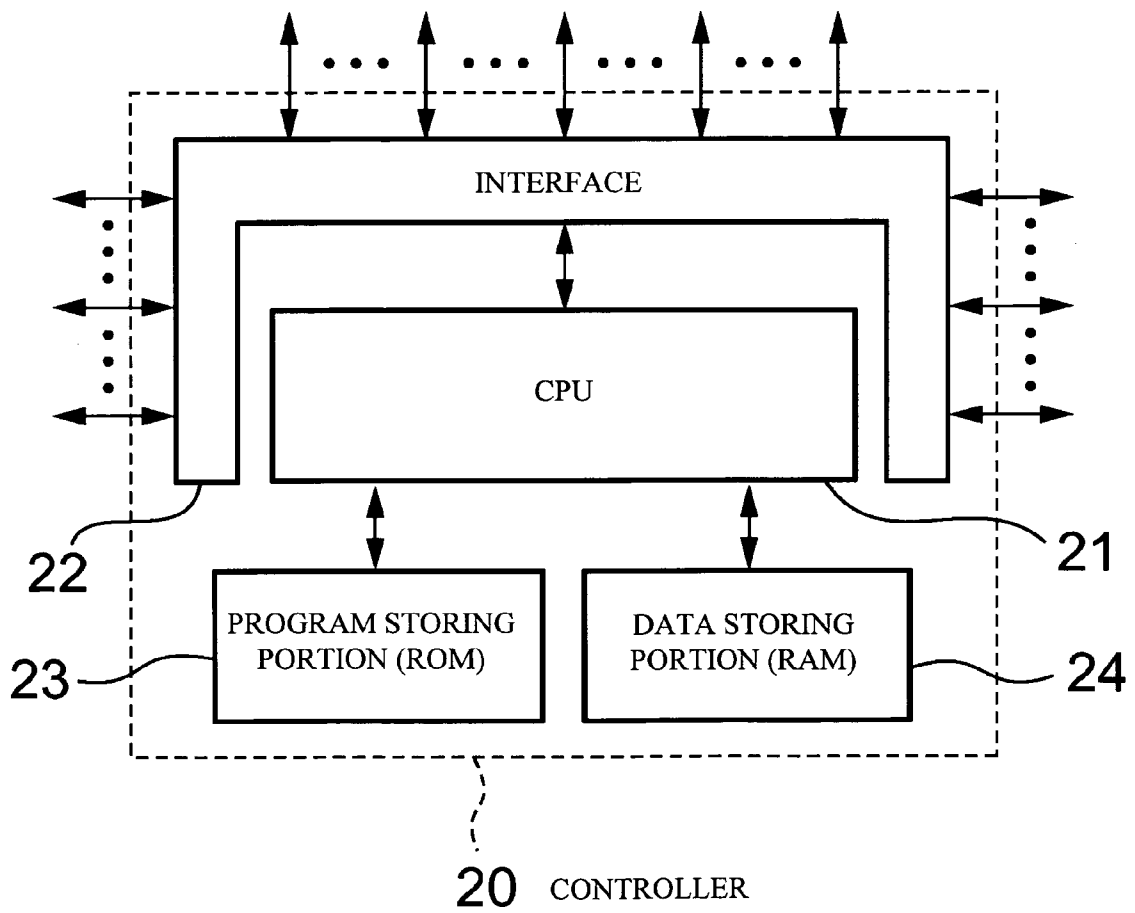 INTERFACE
CPU
22
21
PROGRAM STORING
PORTION (ROM)
DATA STORING
PORTION (RAM)
23
24
20 CONTROLLER